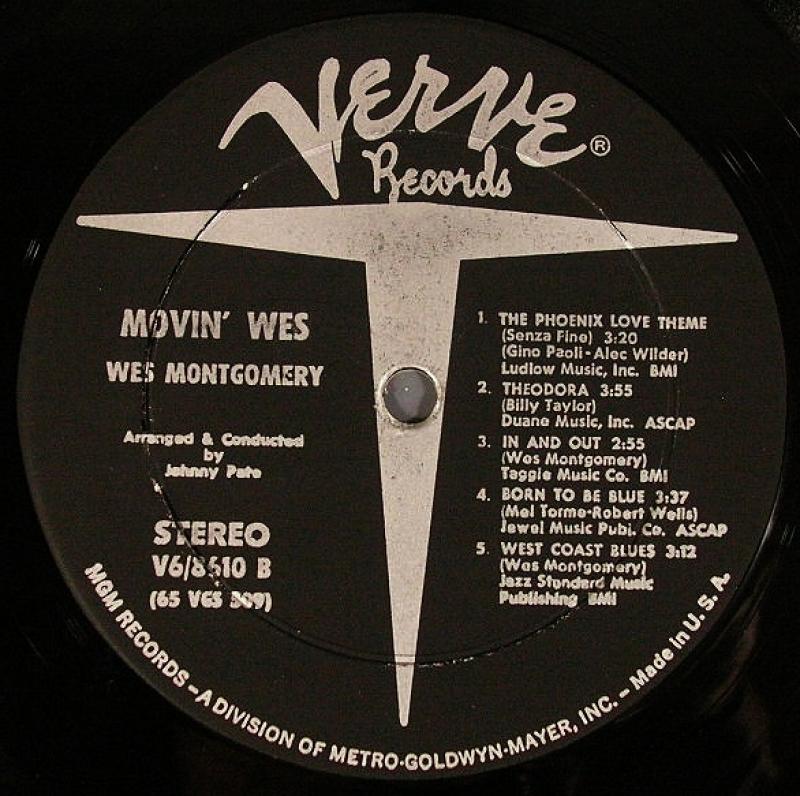 Verve®
Records
MOVIN' WES
WES MONTGOMERY
Arranged & Conducted
by
Johnny Pate
STEREO
V6/8610 B
(65 VGS 309)
1. THE PHOENIX LOVE THEME
(Senza Fine) 3:20
(Gino Paoli-Alec Wilder)
Ludlow Music, Inc. BMI
2. THEODORA 3:55
(Billy Taylor)
Duane Music, Inc. ASCAP
3. IN AND OUT 2:55
(Wes Montgomery)
Taggie Music Co. BMI
4. BORN TO BE BLUE 3:37
(Mel Torme-Robert Wells)
Jewel Music Publ. Co. ASCAP
5. WEST COAST BLUES 3:12
(Wes Montgomery)
Jazz Standard Music
Publishing BMI
MGM RECORDS – A DIVISION OF METRO-GOLDWYN-MAYER, INC. – Made in U. S. A.